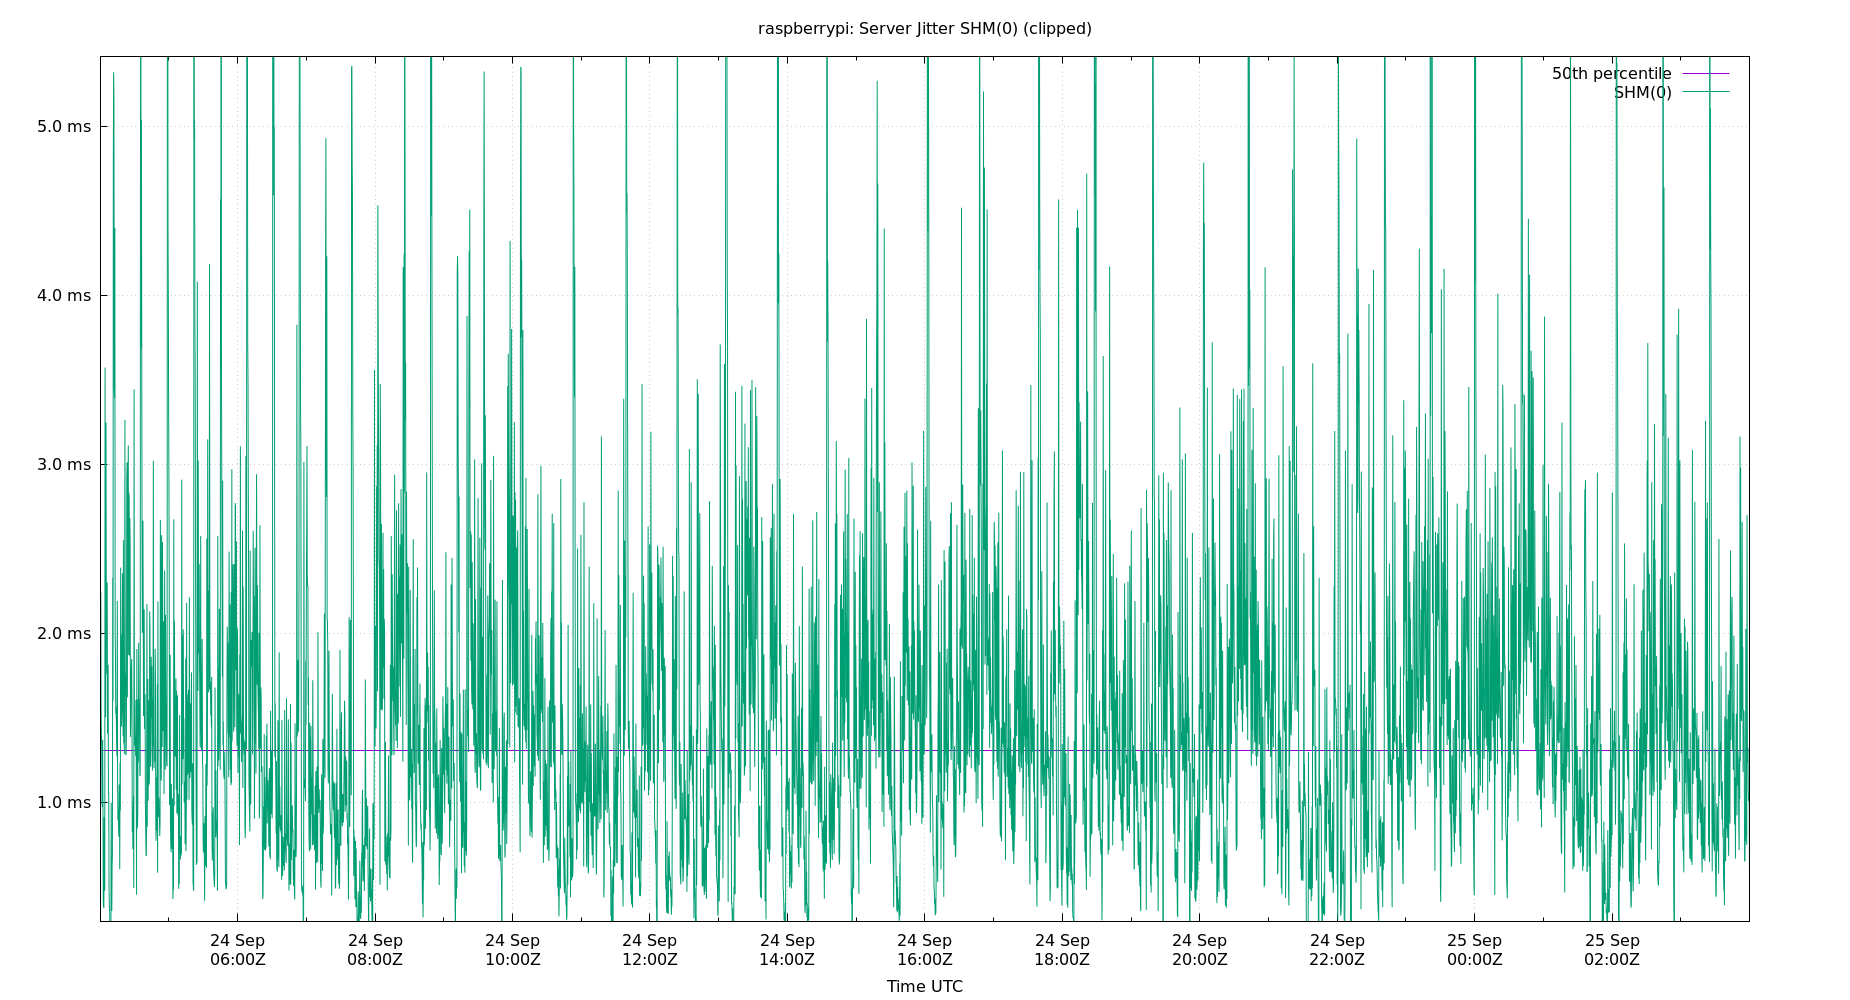 raspberrypi: Server Jitter SHM(0) (clipped)
50th percentile
SHM(0)
5.0 ms
4.0 ms
3.0 ms
2.0 ms
1.0 ms
24 Sep 24 Sep 24 Sep 24 Sep 24 Sep 24 Sep 24 Sep 24 Sep 24 Sep 25 Sep 25 Sep
06:00Z 08:00Z 10:00Z 12:00Z 14:00Z 16:00Z 18:00Z 20:00Z 22:00Z 00:00Z 02:00Z
Time UTC